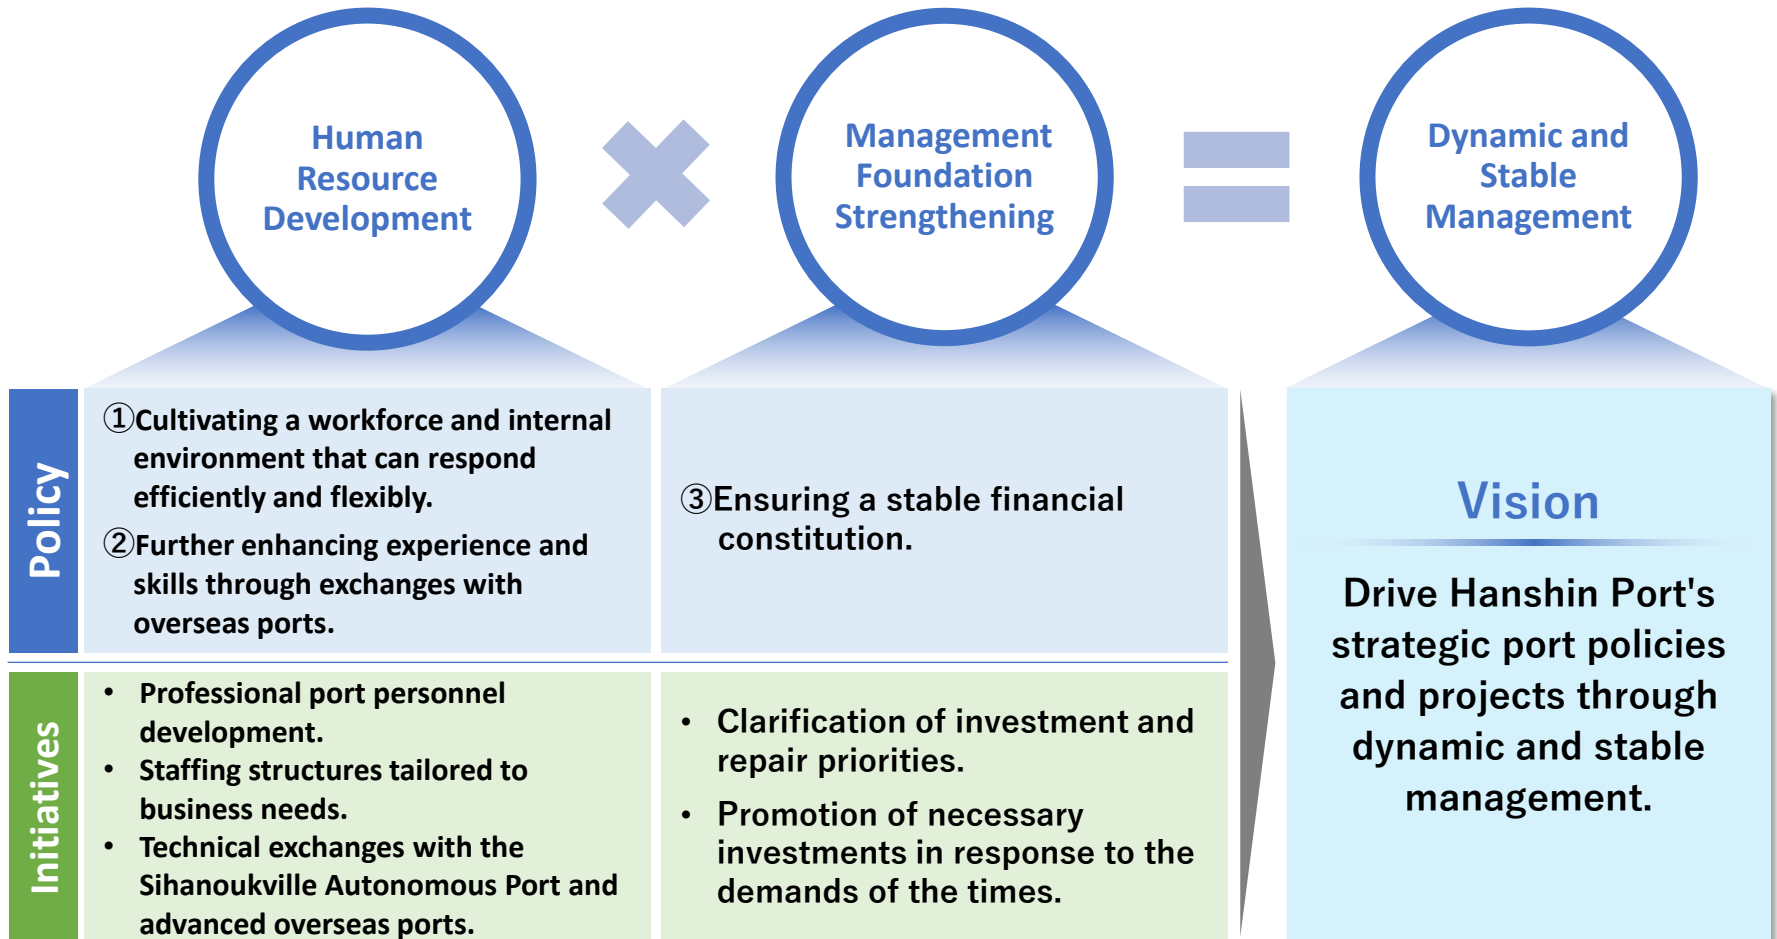 Human
Resource
Development
Management
Foundation
Strengthening
Dynamic and
Stable
Management
Policy
①Cultivating a workforce and internal
environment that can respond
efficiently and flexibly.
②Further enhancing experience and
skills through exchanges with
overseas ports.
③Ensuring a stable financial
constitution.
Initiatives
• Professional port personnel
development.
• Staffing structures tailored to
business needs.
• Technical exchanges with the
Sihanoukville Autonomous Port and
advanced overseas ports.
• Clarification of investment and
repair priorities.
• Promotion of necessary
investments in response to the
demands of the times.
Vision
Drive Hanshin Port's
strategic port policies
and projects through
dynamic and stable
management.